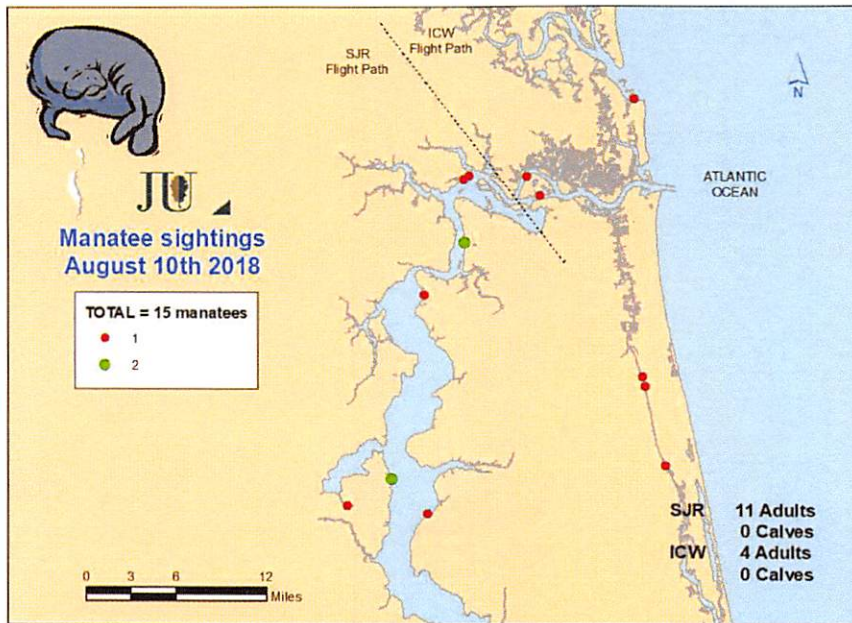 ICW
Flight Path
SJR
Flight Path
N
ATLANTIC
OCEAN
JU
Manatee sightings
August 10th 2018
TOTAL = 15 manatees
1
2
SJR 11 Adults
0 Calves
ICW 4 Adults
0 Calves
0 3 6 12
Miles